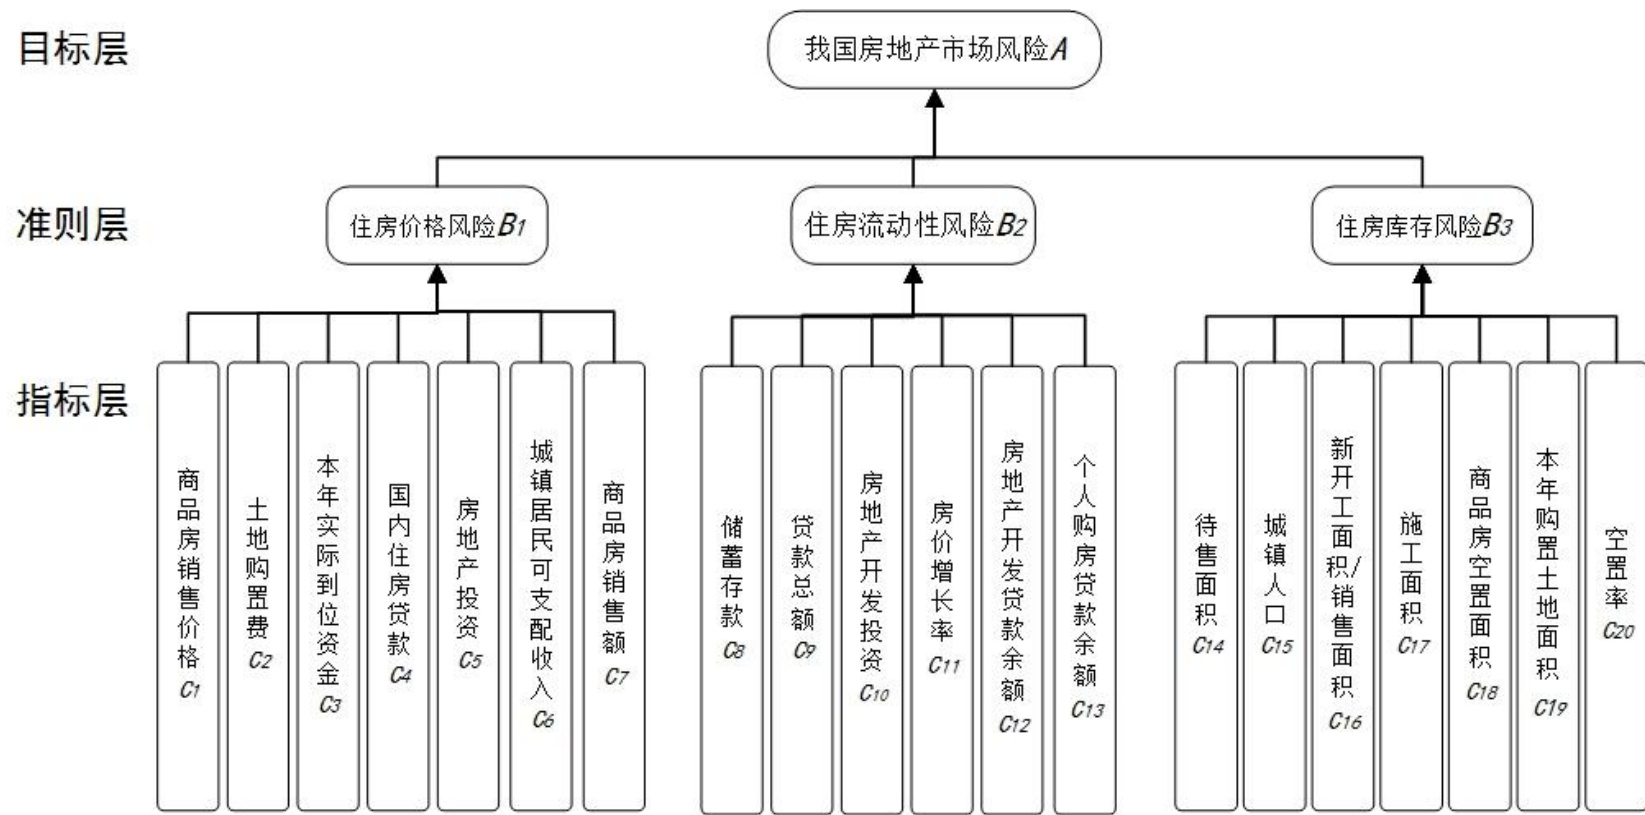 目标层
我国房地产市场风险A
准则层
住房价格风险B1
住房流动性风险B2
住房库存风险B3
指标层
商品房销售价格C1
土地购置费C2
本年实际到位资金C3
国内住房贷款C4
房地产投资C5
城镇居民可支配收入C6
商品房销售额C7
储蓄存款C8
贷款总额C9
房地产开发投资C10
房价增长率C11
房地产开发贷款余额C12
个人购房贷款余额C13
待售面积C14
城镇人口C15
新开工面积/销售面积C16
施工面积C17
商品房空置面积C18
本年购置土地面积C19
空置率C20